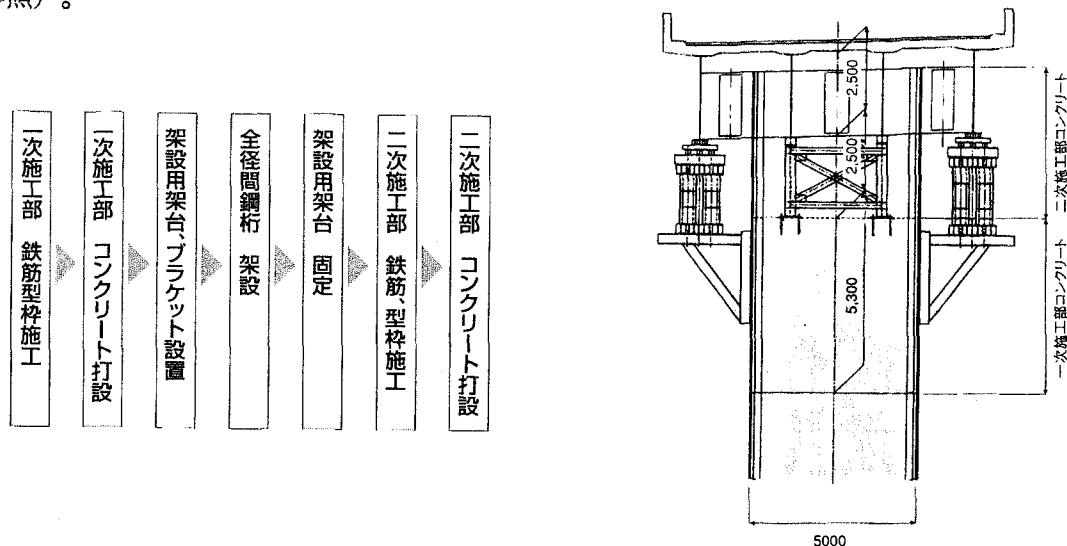 一次施工部 鉄筋型枠施工
一次施工部 コンクリート打設
架設用架台、ブラケット設置
全径間鋼桁 架設
架設用架台 固定
二次施工部 鉄筋、型枠施工
二次施工部 コンクリート打設
2,500
2,500
5,300
二次施工部コンクリート
一次施工部コンクリート
5000